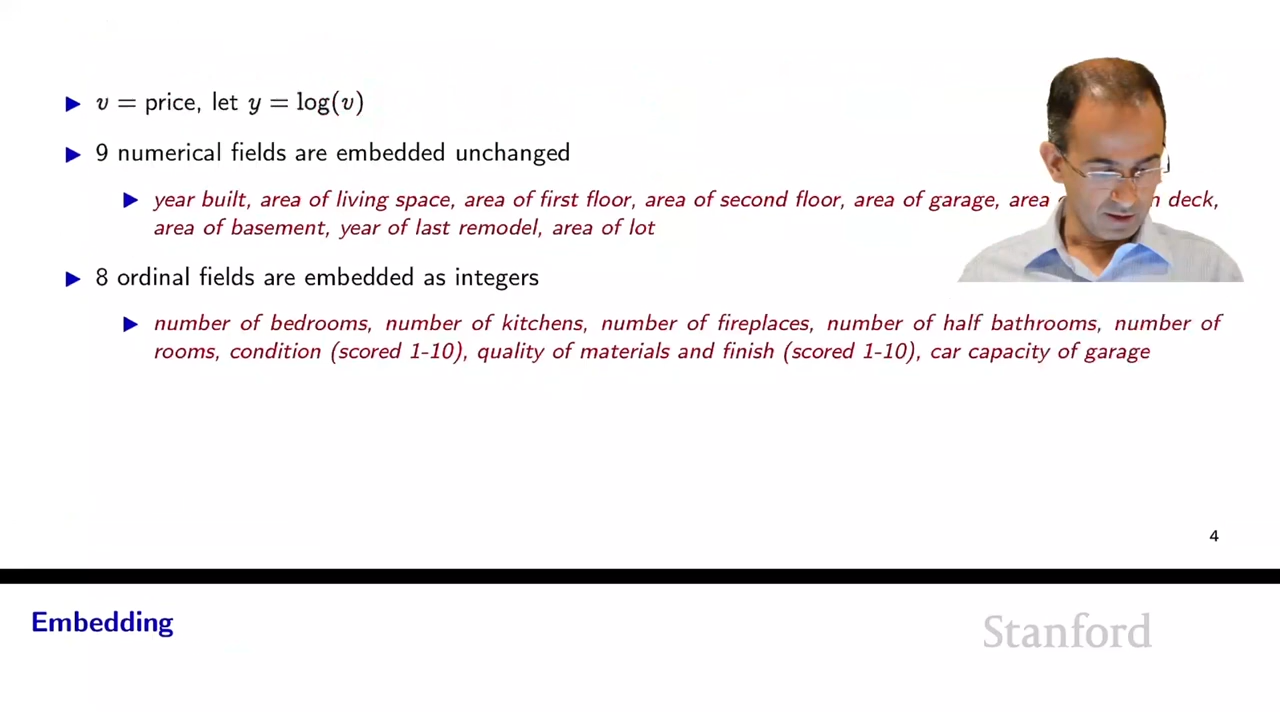 ▶ v = price, let y = log(v)
▶ 9 numerical fields are embedded unchanged
▶ year built, area of living space, area of first floor, area of second floor, area of garage, area deck,
area of basement, year of last remodel, area of lot
▶ 8 ordinal fields are embedded as integers
▶ number of bedrooms, number of kitchens, number of fireplaces, number of half bathrooms, number of
rooms, condition (scored 1-10), quality of materials and finish (scored 1-10), car capacity of garage
4
Embedding
Stanford